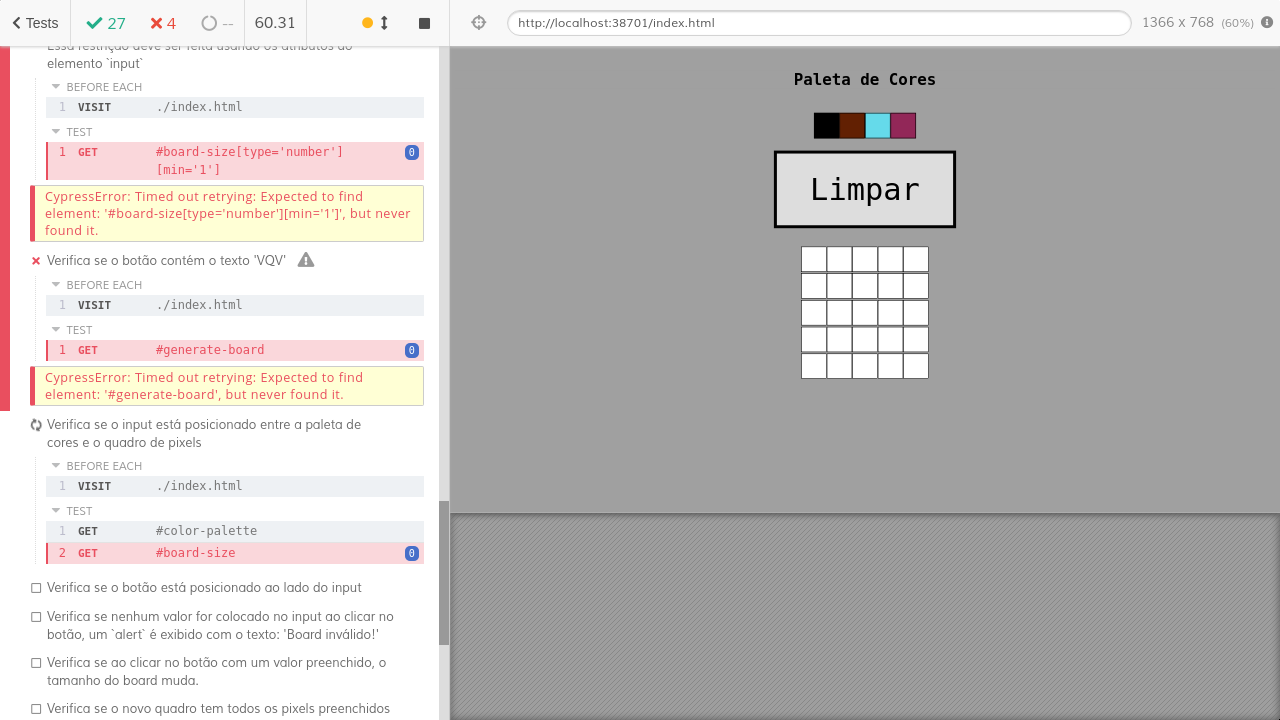 Tests
27
4
--
60.31
http://localhost:38701/index.html
1366 x 768 (60%)
Essa restrição deve ser feita usando os atributos do
elemento `input`
BEFORE EACH
1 VISIT ./index.html
TEST
1 GET #board-size[type='number']
[min='1'] 0
CypressError: Timed out retrying: Expected to find
element: '#board-size[type='number'][min='1']', but never
found it.
Verifica se o botão contém o texto 'VQV'
BEFORE EACH
1 VISIT ./index.html
TEST
1 GET #generate-board 0
CypressError: Timed out retrying: Expected to find
element: '#generate-board', but never found it.
Verifica se o input está posicionado entre a paleta de
cores e o quadro de pixels
BEFORE EACH
1 VISIT ./index.html
TEST
1 GET #color-palette
2 GET #board-size 0
Verifica se o botão está posicionado ao lado do input
Verifica se nenhum valor for colocado no input ao clicar no
botão, um `alert` é exibido com o texto: 'Board inválido!'
Verifica se ao clicar no botão com um valor preenchido, o
tamanho do board muda.
Verifica se o novo quadro tem todos os pixels preenchidos
Paleta de Cores
Limpar